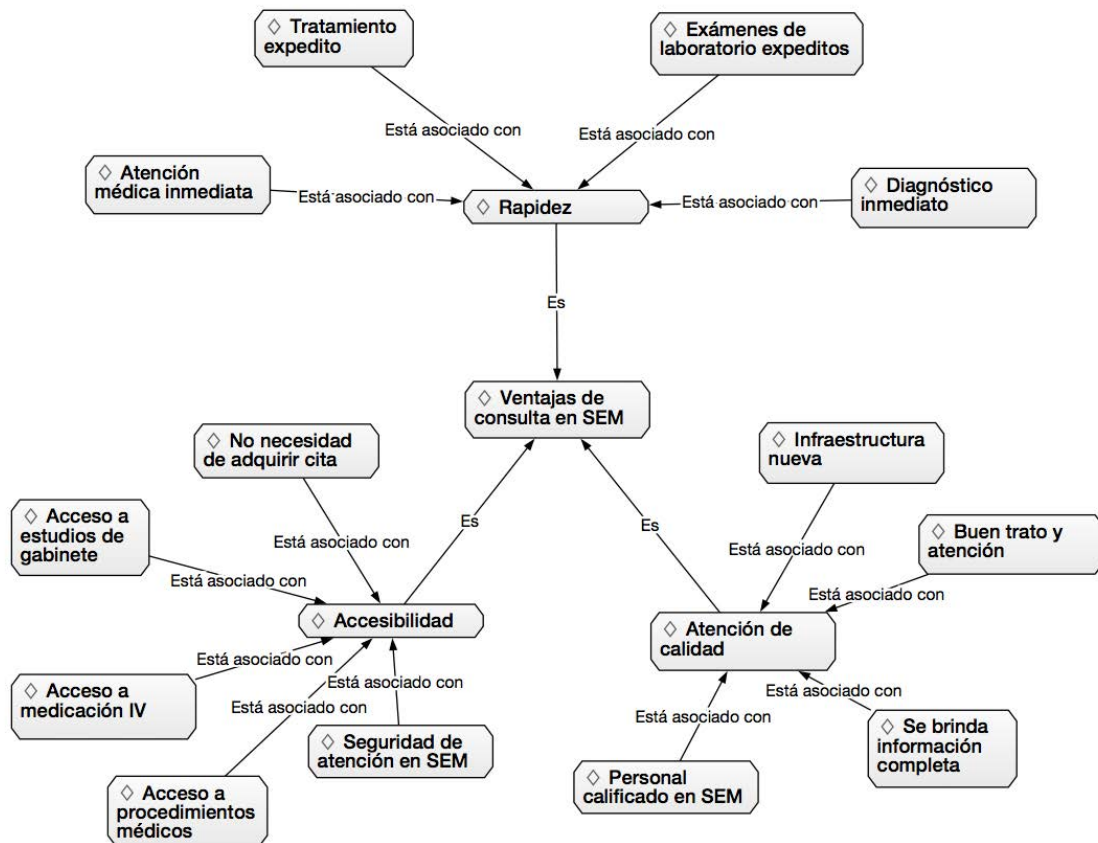 ◇ Tratamiento
expedito
◇ Exámenes de
laboratorio expeditos
Está asociado con
Está asociado con
◇ Atención
médica inmediata
Está asociado con
◇ Rapidez
Está asociado con
◇ Diagnóstico
inmediato
Es
◇ Ventajas de
consulta en SEM
◇ No necesidad
de adquirir cita
◇ Infraestructura
nueva
◇ Acceso a
estudios de
gabinete
Es
Es
◇ Buen trato y
atención
Está asociado con
Está asociado con
Está asociado con
Está asociado con
◇ Accesibilidad
◇ Atención de
calidad
Está asociado con
◇ Acceso a
medicación IV
Está asociado con
Está asociado con
Está asociado con
Está asociado con
◇ Seguridad de
atención en SEM
◇ Se brinda
información
completa
◇ Personal
calificado en SEM
◇ Acceso a
procedimientos
médicos